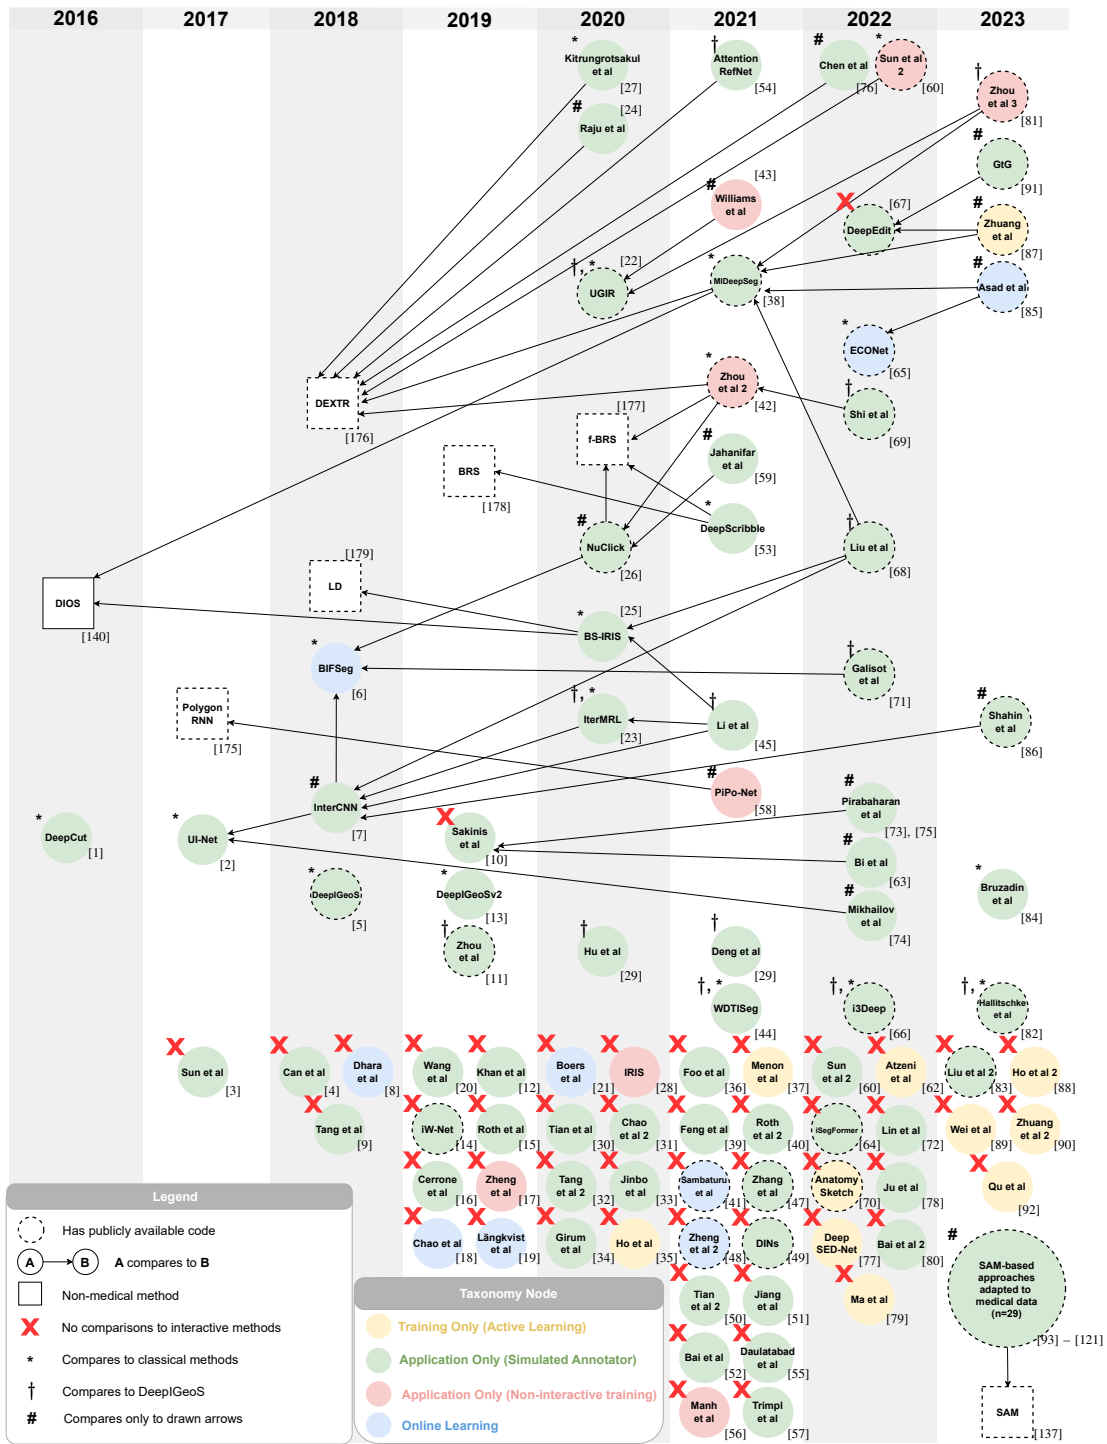 2016 2017 2018 2019 2020 2021 2022 2023
*
Kitrungrotsakul
et al
[27]
†
Attention
RefNet
[54]
#
Chen et al
[76]
*
Sun et al
2
[60]
†
Zhou
et al 3
[81]
#
Raju et al
[24]
#
GtG
[91]
#
Williams
et al
[43]
X
DeepEdit
[67]
#
Zhuang
et al
[87]
†, *
UGIR
[22]
*
MIDeepSeg
[38]
#
Asad et al
[85]
*
ECONet
[65]
DEXTR
[176]
*
Zhou
et al 2
[42]
†
Shi et al
[69]
f-BRS
[177]
BRS
[178]
#
Jahanifar
et al
[59]
*
DeepScribble
[53]
#
NuClick
[26]
†
Liu et al
[68]
DIOS
[140]
LD
[179]
*
BS-IRIS
[25]
*
BIFSeg
[6]
†
Galisot
et al
[71]
Polygon
RNN
[175]
†, *
IterMRL
[23]
†
Li et al
[45]
#
Shahin
et al
[86]
#
PiPo-Net
[58]
*
DeepCut
[1]
*
UI-Net
[2]
#
InterCNN
[7]
X
Sakinis
et al
[10]
#
Pirabaharan
et al
[73], [75]
#
Bi et al
[63]
*
DeepIGeoS
[5]
*
DeepIGeoSv2
[13]
#
Mikhailov
et al
[74]
*
Bruzadin
et al
[84]
†
Zhou
et al
[11]
†
Hu et al
[29]
†
Deng et al
[29]
†, *
WDTISeg
[44]
†, *
i3Deep
[66]
†, *
Hallitschke
et al
[82]
X
Sun et al
[3]
X
Can et al
[4]
X
Dhara
et al
[8]
X
Wang
et al
[20]
X
Khan et al
[12]
X
Boers
et al
[21]
X
IRIS
[28]
X
Foo et al
[36]
X
Menon
et al
[37]
X
Sun
et al 2
[60]
X
Atzeni
et al
[62]
X
Liu et al 2
[83]
X
Ho et al 2
[88]
X
Tang et al
[9]
X
iW-Net
[14]
X
Roth et al
[15]
X
Tian et al
[30]
X
Chao
et al 2
[31]
X
Feng et al
[39]
X
Roth
et al 2
[40]
X
iSegFormer
[64]
X
Lin et al
[72]
X
Wei et al
[89]
X
Zhuang
et al 2
[90]
X
Cerrone
et al
[16]
X
Zheng
et al
[17]
X
Tang
et al 2
[32]
X
Jinbo
et al
[33]
X
Sambaturu
et al
[41]
X
Zhang
et al
[47]
X
Anatomy
Sketch
[70]
X
Ju et al
[78]
X
Qu et al
[92]
X
Chao et al
[18]
X
Längkvist
et al
[19]
X
Girum
et al
[34]
X
Ho et al
[35]
X
Zheng
et al 2
[48]
X
DINs
[49]
X
Deep
SED-Net
[77]
X
Bai et al 2
[80]
X
Tian
et al 2
[50]
X
Jiang
et al
[51]
X
Ma et al
[79]
X
Bai et al
[52]
X
Daulatabad
et al
[55]
X
Manh
et al
[56]
X
Trimpl
et al
[57]
#
SAM-based
approaches
adapted to
medical data
(n=29)
[93] – [121]
SAM
[137]
Legend
Has publicly available code
A B A compares to B
Non-medical method
X No comparisons to interactive methods
* Compares to classical methods
† Compares to DeepIGeoS
# Compares only to drawn arrows
Taxonomy Node
Training Only (Active Learning)
Application Only (Simulated Annotator)
Application Only (Non-interactive training)
Online Learning